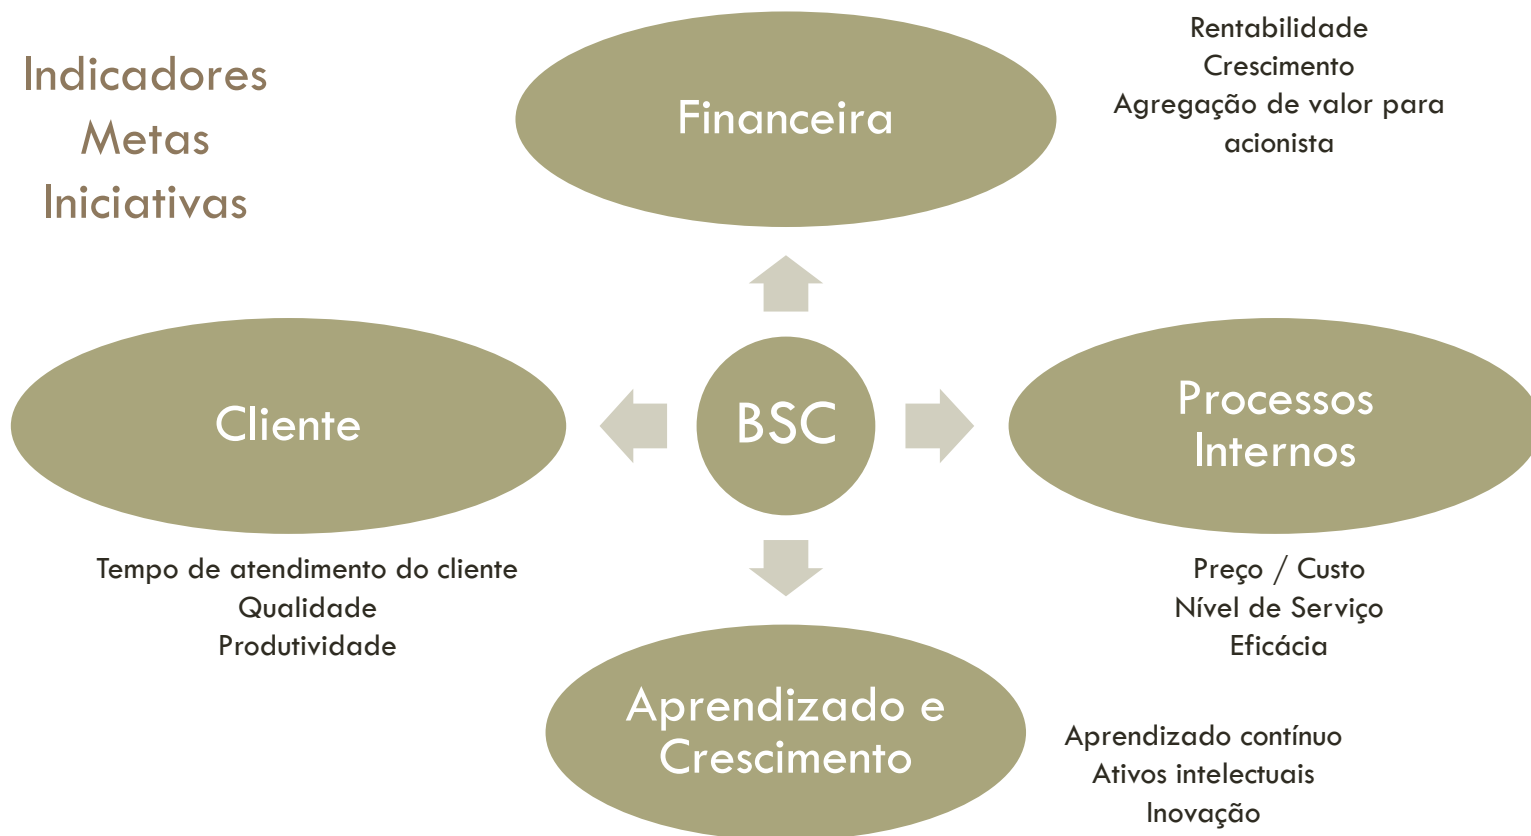 Indicadores
Metas
Iniciativas
Financeira
Rentabilidade
Crescimento
Agregação de valor para
acionista
Cliente
BSC
Processos
Internos
Tempo de atendimento do cliente
Qualidade
Produtividade
Preço / Custo
Nível de Serviço
Eficácia
Aprendizado e
Crescimento
Aprendizado contínuo
Ativos intelectuais
Inovação